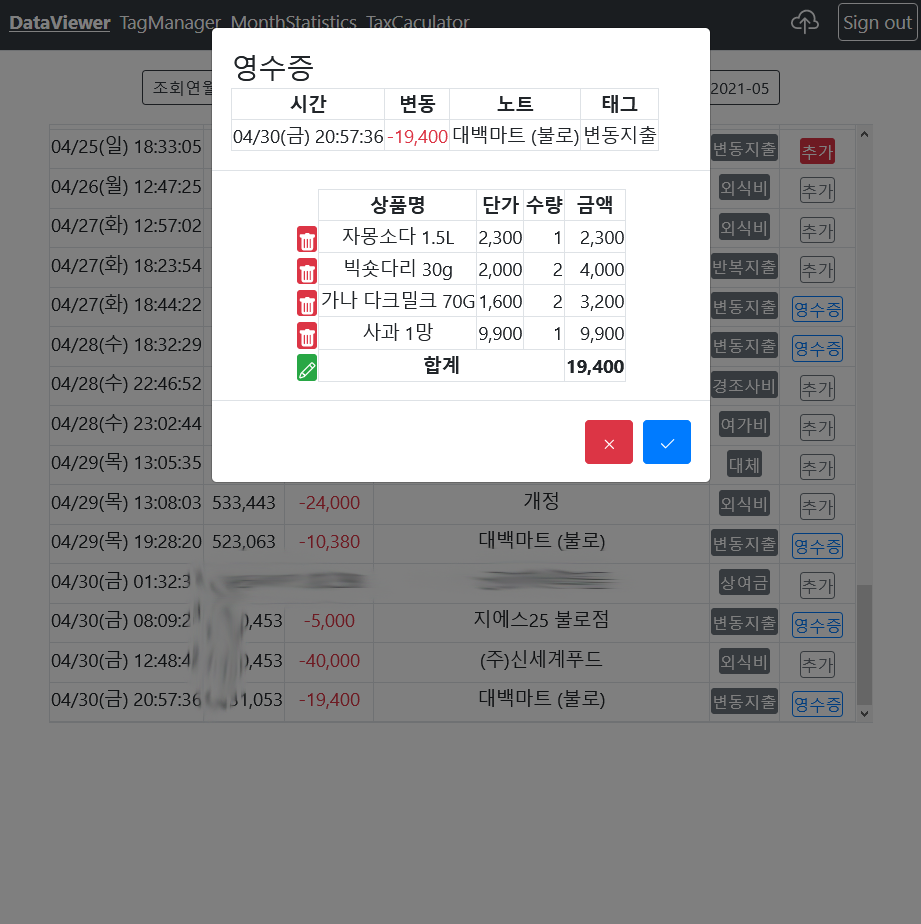 DataViewer TagManager MonthStatistics TaxCaculator Sign out
조회연월 2021-05
영수증
시간 변동 노트 태그
04/30(금) 20:57:36 -19,400 대백마트 (불로) 변동지출
상품명 단가 수량 금액
자몽소다 1.5L 2,300 1 2,300
빅숏다리 30g 2,000 2 4,000
가나 다크밀크 70G 1,600 2 3,200
사과 1망 9,900 1 9,900
합계 19,400
04/25(일) 18:33:05 변동지출 추가
04/26(월) 12:47:25 외식비 추가
04/27(화) 12:57:02 외식비 추가
04/27(화) 18:23:54 반복지출 추가
04/27(화) 18:44:22 변동지출 영수증
04/28(수) 18:32:29 변동지출 영수증
04/28(수) 22:46:52 경조사비 추가
04/28(수) 23:02:44 여가비 추가
04/29(목) 13:05:35 대체 추가
04/29(목) 13:08:03 533,443 -24,000 개정 외식비 추가
04/29(목) 19:28:20 523,063 -10,380 대백마트 (불로) 변동지출 영수증
04/30(금) 01:32:3 상여금 추가
04/30(금) 08:09:2 0,453 -5,000 지에스25 불로점 변동지출 영수증
04/30(금) 12:48:4 0,453 -40,000 (주)신세계푸드 외식비 추가
04/30(금) 20:57:36 31,053 -19,400 대백마트 (불로) 변동지출 영수증